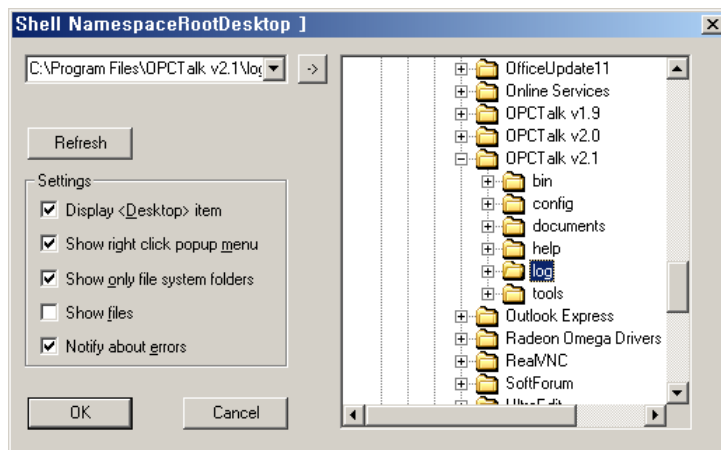 Shell NamespaceRootDesktop ]
C:\Program Files\OPCTalk v2.1\log
->
Refresh
Settings
Display <Desktop> item
Show right click popup menu
Show only file system folders
Show files
Notify about errors
OK
Cancel
OfficeUpdate11
Online Services
OPCTalk v1.9
OPCTalk v2.0
OPCTalk v2.1
bin
config
documents
help
log
tools
Outlook Express
Radeon Omega Drivers
RealVNC
SoftForum
UltraEdit